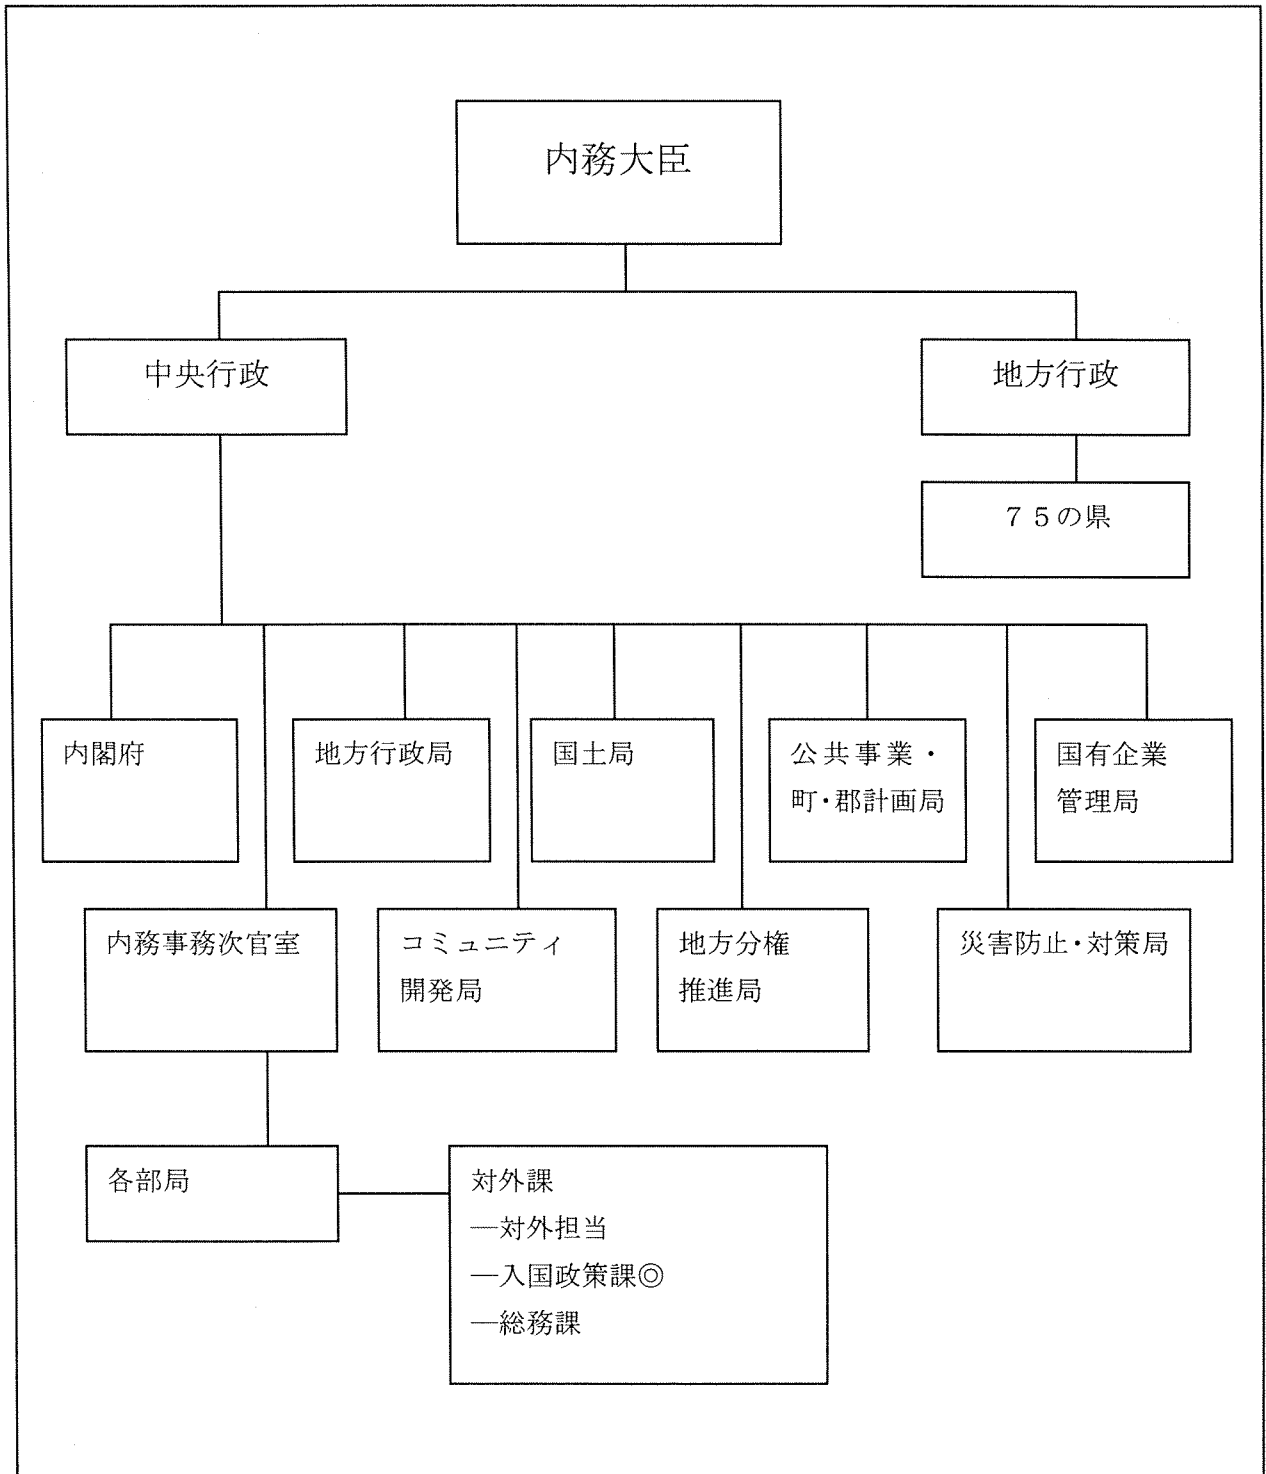 内務大臣
中央行政
地方行政
７５の県
内閣府
地方行政局
国土局
公共事業・
町・郡計画局
国有企業
管理局
内務事務次官室
コミュニティ
開発局
地方分権
推進局
災害防止・対策局
各部局
対外課
―対外担当
―入国政策課◎
―総務課